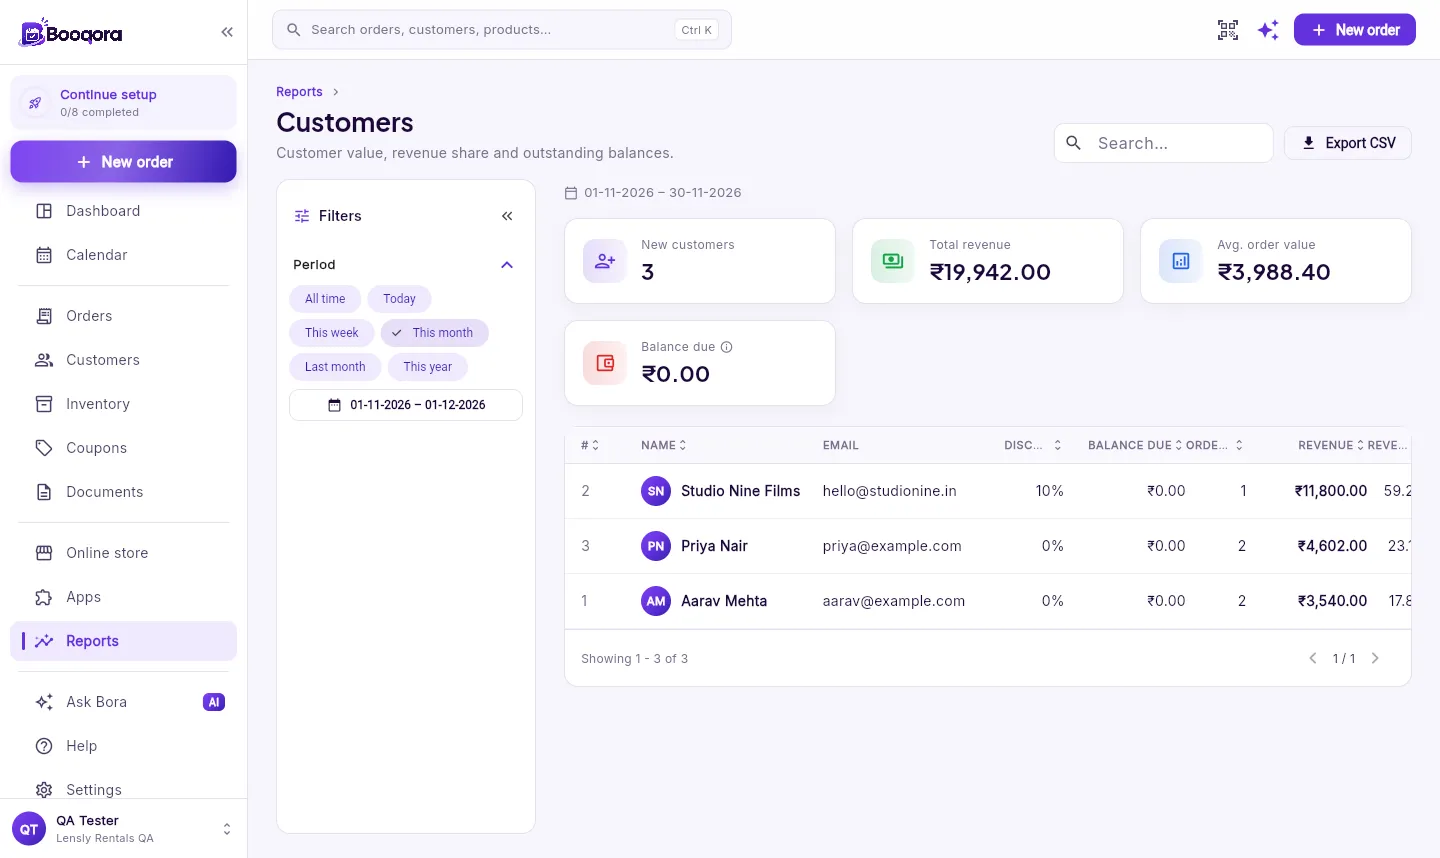 Booqora
Search orders, customers, products...
Ctrl K
New order
Continue setup
0/8 completed
New order
Dashboard
Calendar
Orders
Customers
Inventory
Coupons
Documents
Online store
Apps
Reports
Ask Bora
AI
Help
Settings
QT
QA Tester
Lensly Rentals QA
Reports
Customers
Customer value, revenue share and outstanding balances.
Search...
Export CSV
Filters
Period
All time
Today
This week
This month
Last month
This year
01-11-2026 – 01-12-2026
01-11-2026 – 30-11-2026
New customers
3
Total revenue
₹19,942.00
Avg. order value
₹3,988.40
Balance due
₹0.00
# NAME EMAIL DISC... BALANCE DUE ORDE... REVENUE REVE...
2 SN Studio Nine Films hello@studionine.in 10% ₹0.00 1 ₹11,800.00 59.2
3 PN Priya Nair priya@example.com 0% ₹0.00 2 ₹4,602.00 23.
1 AM Aarav Mehta aarav@example.com 0% ₹0.00 2 ₹3,540.00 17.8
Showing 1 - 3 of 3
1 / 1